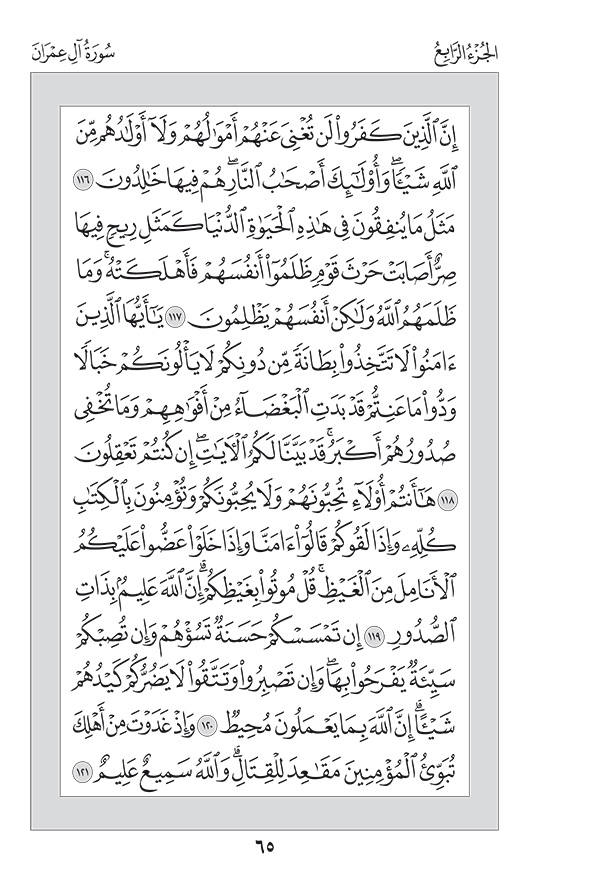 الجُزْءُ الرَّابِعُ
سُورَةُ آلِ عِمْرَانَ
إِنَّ ٱلَّذِينَ كَفَرُواْ لَن تُغْنِىَ عَنْهُمْ أَمْوَٰلُهُمْ وَلَآ أَوْلَٰدُهُم مِّنَ
ٱللَّهِ شَيْـًٔا ۖ وَأُوْلَٰٓئِكَ أَصْحَٰبُ ٱلنَّارِ ۖ هُمْ فِيهَا خَٰلِدُونَ ١١٦
مَثَلُ مَا يُنفِقُونَ فِى هَٰذِهِ ٱلْحَيَوٰةِ ٱلدُّنْيَا كَمَثَلِ رِيحٍ فِيهَا
صِرٌّ أَصَابَتْ حَرْثَ قَوْمٍ ظَلَمُوٓاْ أَنفُسَهُمْ فَأَهْلَكَتْهُ ۚ وَمَا
ظَلَمَهُمُ ٱللَّهُ وَلَٰكِنْ أَنفُسَهُمْ يَظْلِمُونَ ١١٧ يَٰٓأَيُّهَا ٱلَّذِينَ
ءَامَنُواْ لَا تَتَّخِذُواْ بِطَانَةً مِّن دُونِكُمْ لَا يَأْلُونَكُمْ خَبَالًا
وَدُّواْ مَا عَنِتُّمْ قَدْ بَدَتِ ٱلْبَغْضَآءُ مِنْ أَفْوَٰهِهِمْ وَمَا تُخْفِى
صُدُورُهُمْ أَكْبَرُ ۚ قَدْ بَيَّنَّا لَكُمُ ٱلْأَيَٰتِ ۖ إِن كُنتُمْ تَعْقِلُونَ
١١٨ هَٰٓأَنتُمْ أُوْلَآءِ تُحِبُّونَهُمْ وَلَا يُحِبُّونَكُمْ وَتُؤْمِنُونَ بِٱلْكِتَٰبِ
كُلِّهِۦ وَإِذَا لَقُوكُمْ قَالُوٓاْ ءَامَنَّا وَإِذَا خَلَوْاْ عَضُّواْ عَلَيْكُمُ
ٱلْأَنَامِلَ مِنَ ٱلْغَيْظِ ۚ قُلْ مُوتُواْ بِغَيْظِكُمْ ۗ إِنَّ ٱللَّهَ عَلِيمٌۢ بِذَاتِ
ٱلصُّدُورِ ١١٩ إِن تَمْسَسْكُمْ حَسَنَةٌ تَسُؤْهُمْ وَإِن تُصِبْكُمْ
سَيِّئَةٌ يَفْرَحُواْ بِهَا ۖ وَإِن تَصْبِرُواْ وَتَتَّقُواْ لَا يَضُرُّكُمْ كَيْدُهُمْ
شَيْـًٔا ۗ إِنَّ ٱللَّهَ بِمَا يَعْمَلُونَ مُحِيطٌ ١٢٠ وَإِذْ غَدَوْتَ مِنْ أَهْلِكَ
تُبَوِّئُ ٱلْمُؤْمِنِينَ مَقَٰعِدَ لِلْقِتَالِ ۗ وَٱللَّهُ سَمِيعٌ عَلِيمٌ ١٢١
٦٥